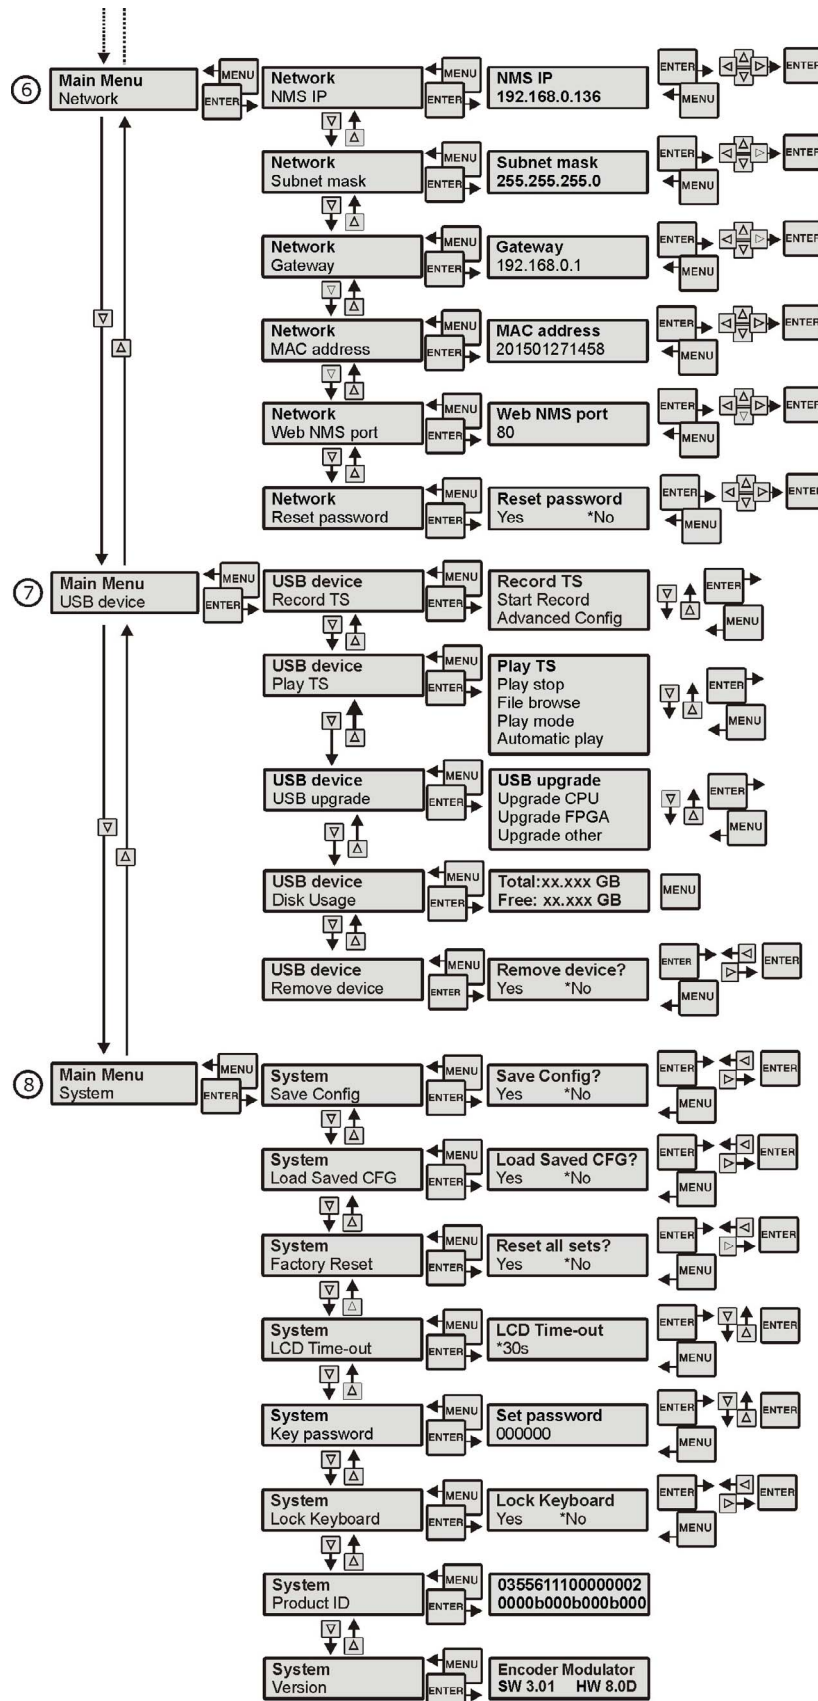 6
Main Menu
Network
MENU
ENTER
Network
NMS IP
MENU
ENTER
NMS IP
192.168.0.136
ENTER
MENU
ENTER
Network
Subnet mask
MENU
ENTER
Subnet mask
255.255.255.0
ENTER
MENU
ENTER
Network
Gateway
MENU
ENTER
Gateway
192.168.0.1
ENTER
MENU
ENTER
Network
MAC address
MENU
ENTER
MAC address
201501271458
ENTER
MENU
ENTER
Network
Web NMS port
MENU
ENTER
Web NMS port
80
ENTER
MENU
ENTER
Network
Reset password
MENU
ENTER
Reset password
Yes *No
ENTER
MENU
ENTER
7
Main Menu
USB device
MENU
ENTER
USB device
Record TS
MENU
ENTER
Record TS
Start Record
Advanced Config
ENTER
MENU
USB device
Play TS
MENU
ENTER
Play TS
Play stop
File browse
Play mode
Automatic play
ENTER
MENU
USB device
USB upgrade
MENU
ENTER
USB upgrade
Upgrade CPU
Upgrade FPGA
Upgrade other
ENTER
MENU
USB device
Disk Usage
MENU
ENTER
Total:xx.xxx GB
Free: xx.xxx GB
MENU
USB device
Remove device
MENU
ENTER
Remove device?
Yes *No
ENTER
MENU
ENTER
8
Main Menu
System
MENU
ENTER
System
Save Config
MENU
ENTER
Save Config?
Yes *No
ENTER
MENU
ENTER
System
Load Saved CFG
MENU
ENTER
Load Saved CFG?
Yes *No
ENTER
MENU
ENTER
System
Factory Reset
MENU
ENTER
Reset all sets?
Yes *No
ENTER
MENU
ENTER
System
LCD Time-out
MENU
ENTER
LCD Time-out
*30s
ENTER
MENU
ENTER
System
Key password
MENU
ENTER
Set password
000000
ENTER
MENU
ENTER
System
Lock Keyboard
MENU
ENTER
Lock Keyboard
Yes *No
ENTER
MENU
ENTER
System
Product ID
MENU
ENTER
0355611100000002
0000b000b000b000
System
Version
MENU
ENTER
Encoder Modulator
SW 3.01 HW 8.0D